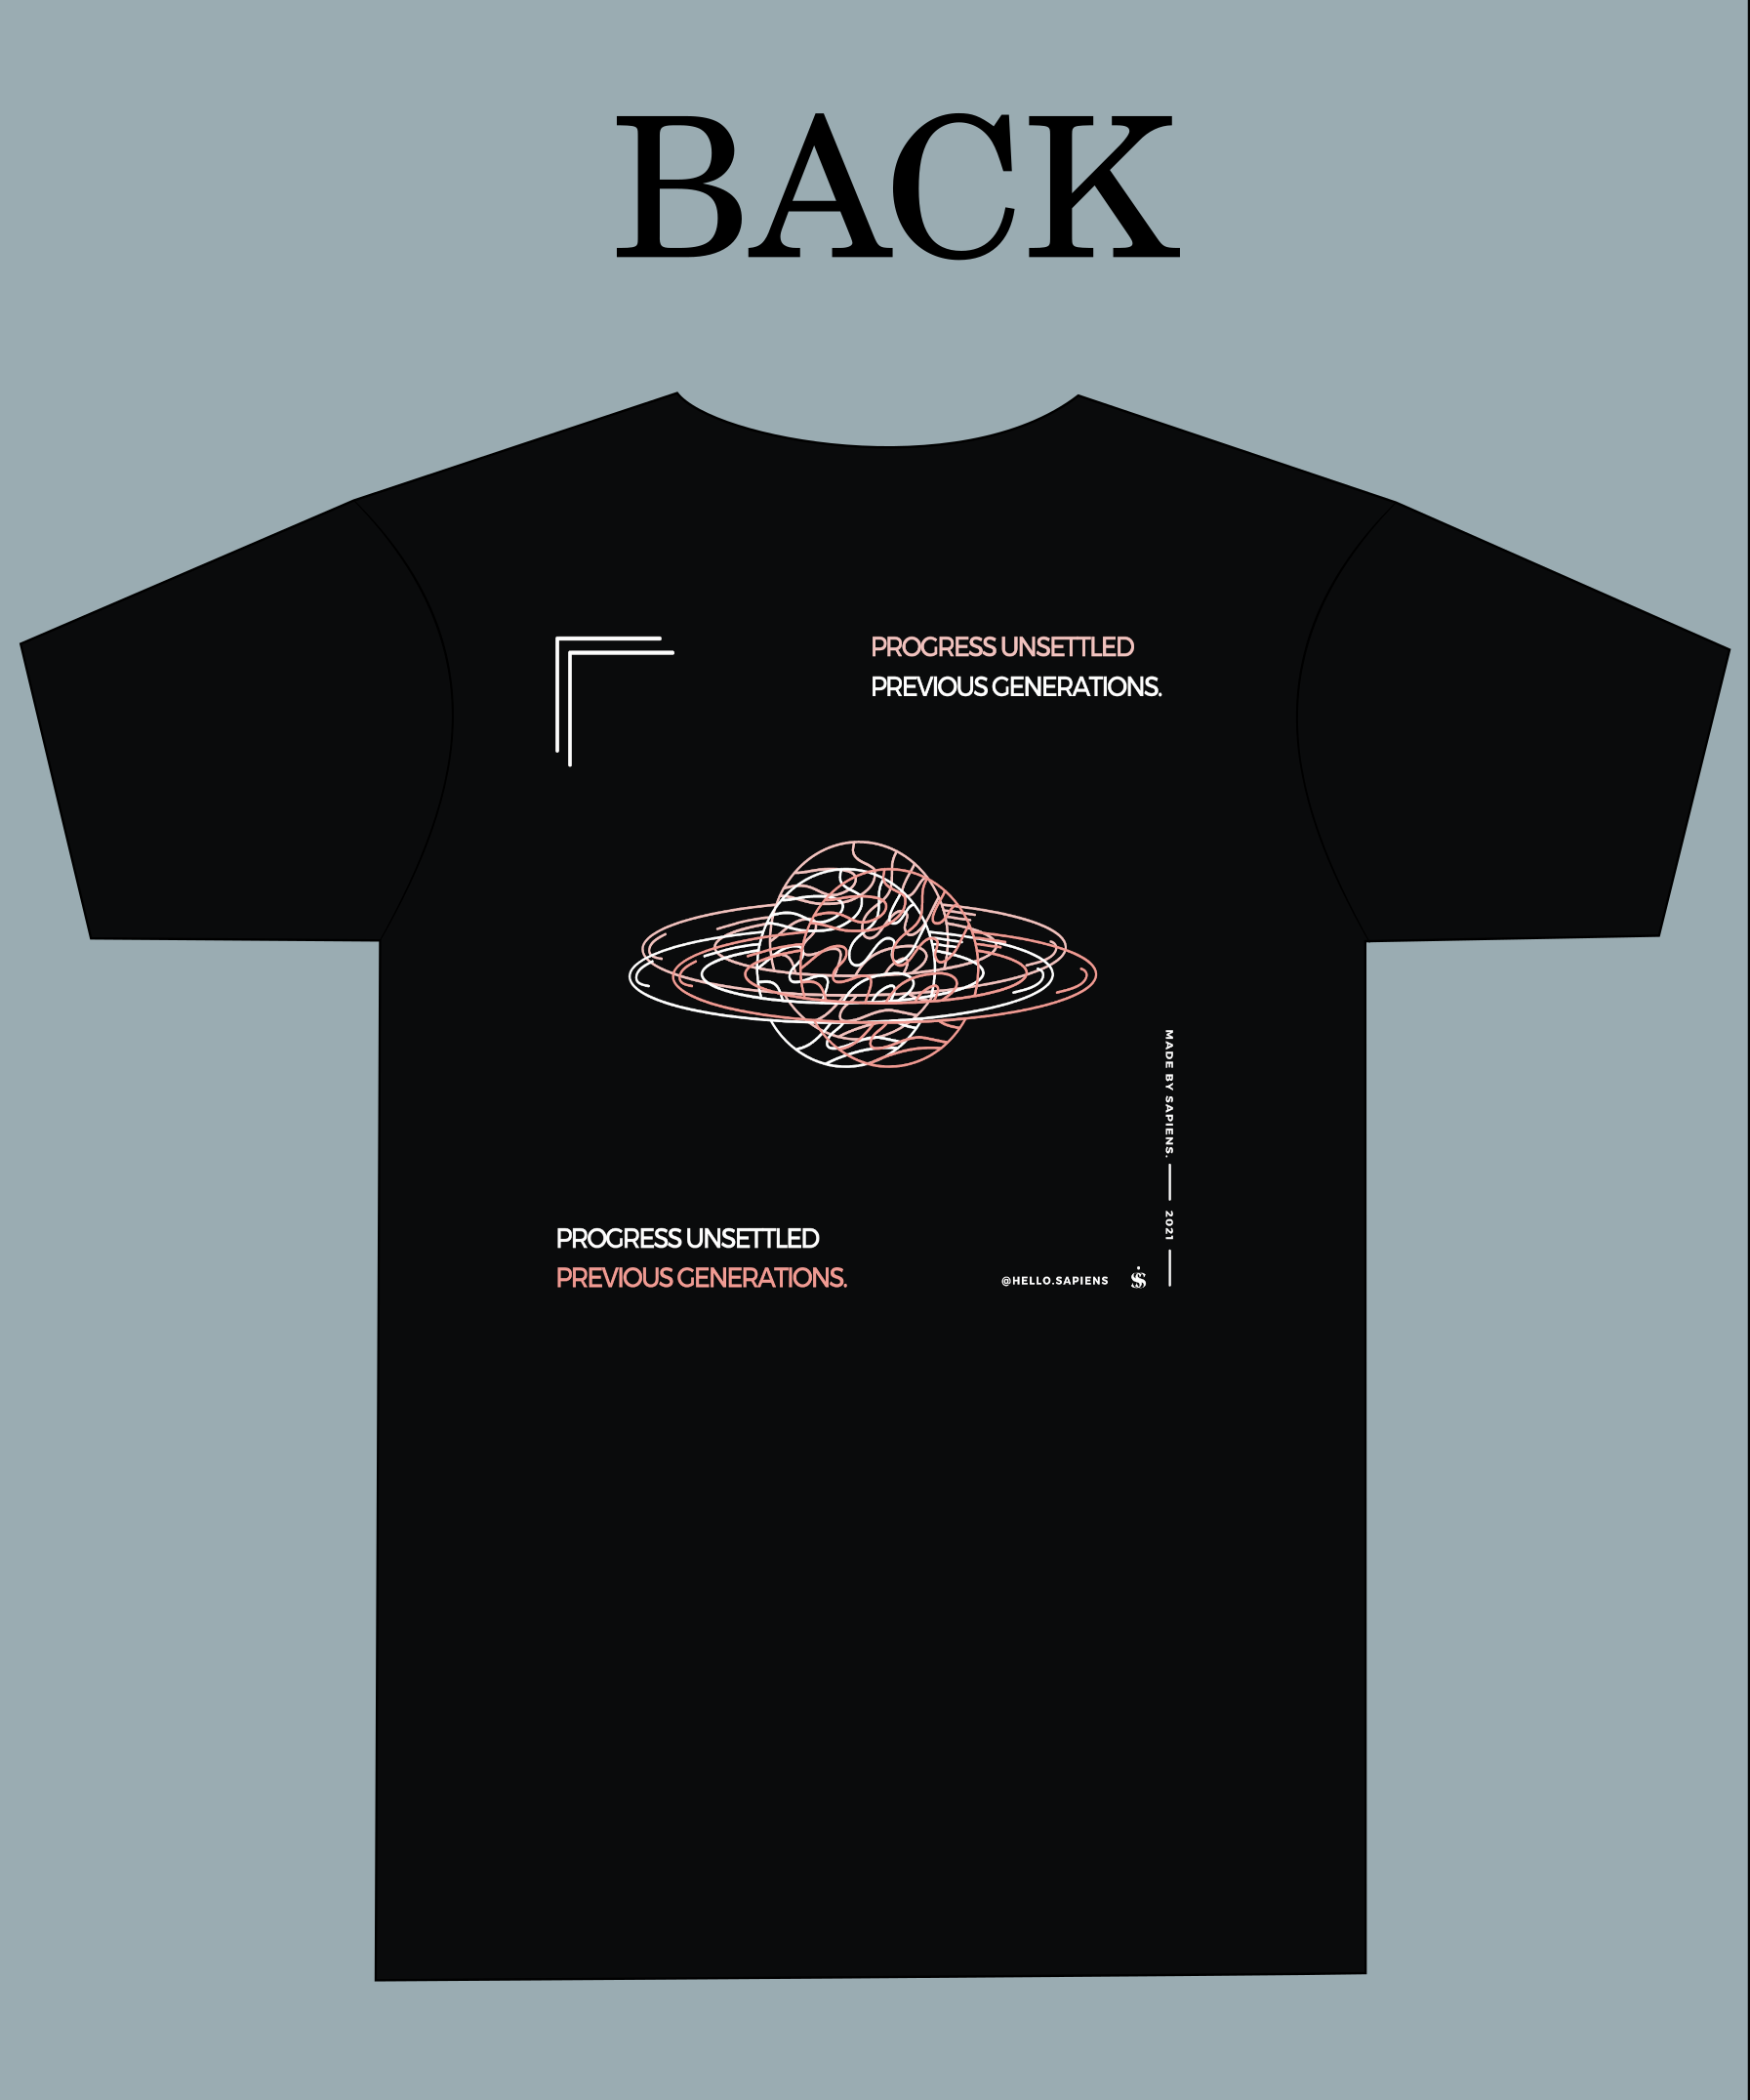 BACK
PROGRESS UNSETTLED
PREVIOUS GENERATIONS.
MADE BY SAPIENS. — 2021 —
PROGRESS UNSETTLED
PREVIOUS GENERATIONS.
@HELLO.SAPIENS